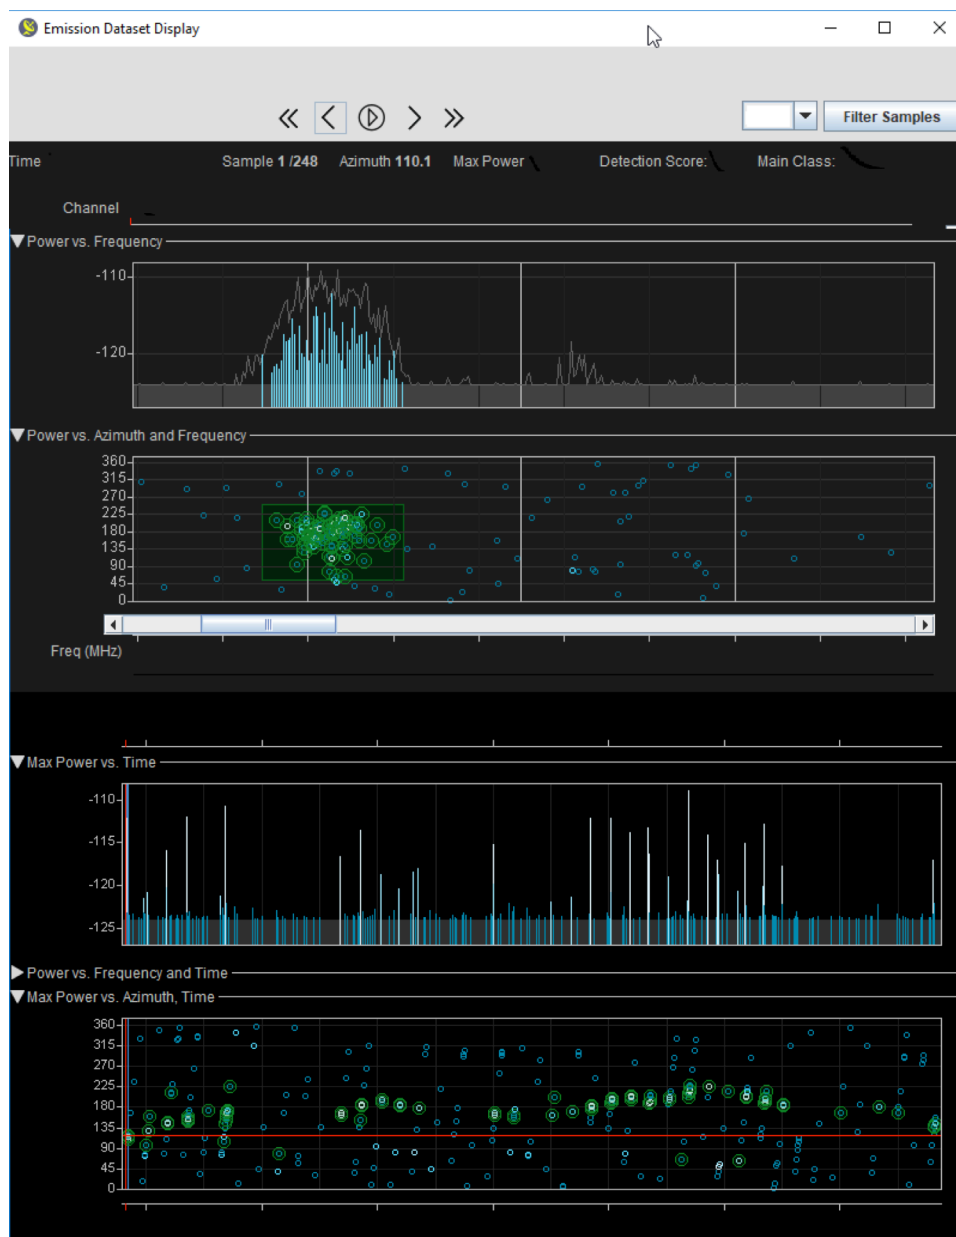 Emission Dataset Display
Filter Samples
Time Sample 1 /248 Azimuth 110.1 Max Power Detection Score: Main Class:
Channel
Power vs. Frequency
-110
-120
Power vs. Azimuth and Frequency
360
315
270
225
180
135
90
45
0
Freq (MHz)
Max Power vs. Time
-110
-115
-120
-125
Power vs. Frequency and Time
Max Power vs. Azimuth, Time
360
315
270
225
180
135
90
45
0